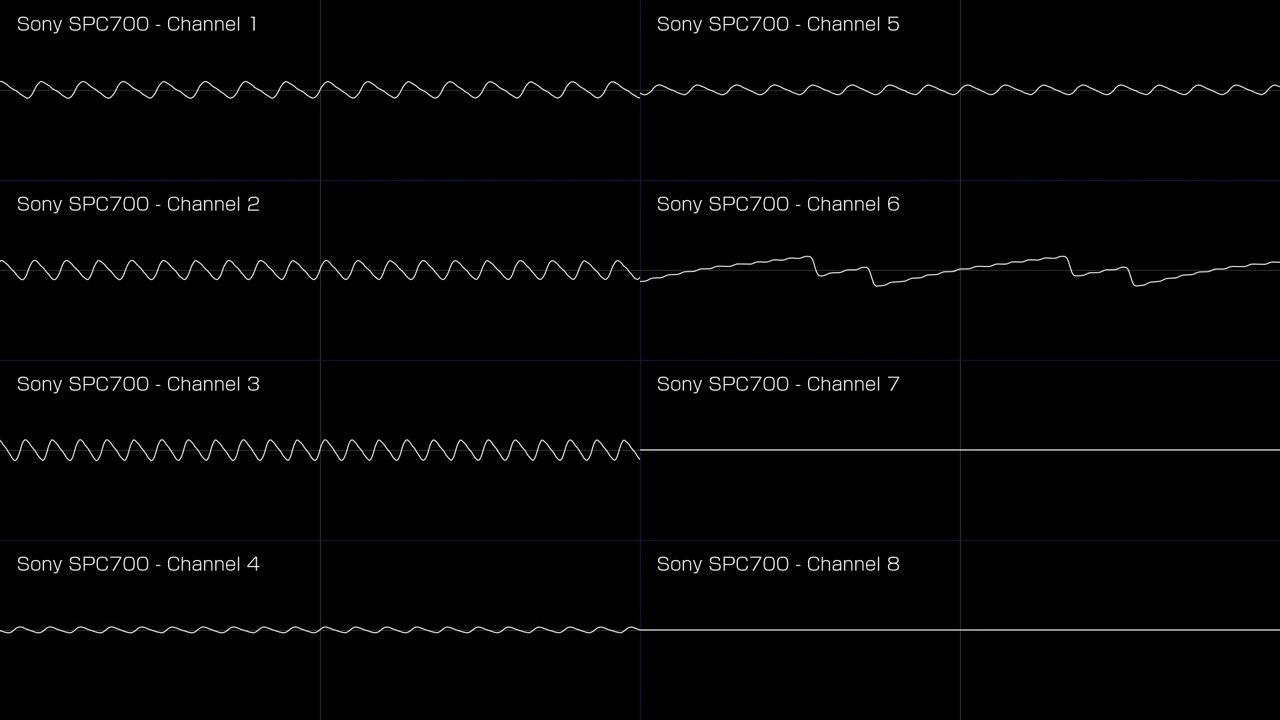 Sony SPC700 - Channel 1
Sony SPC700 - Channel 2
Sony SPC700 - Channel 3
Sony SPC700 - Channel 4
Sony SPC700 - Channel 5
Sony SPC700 - Channel 6
Sony SPC700 - Channel 7
Sony SPC700 - Channel 8